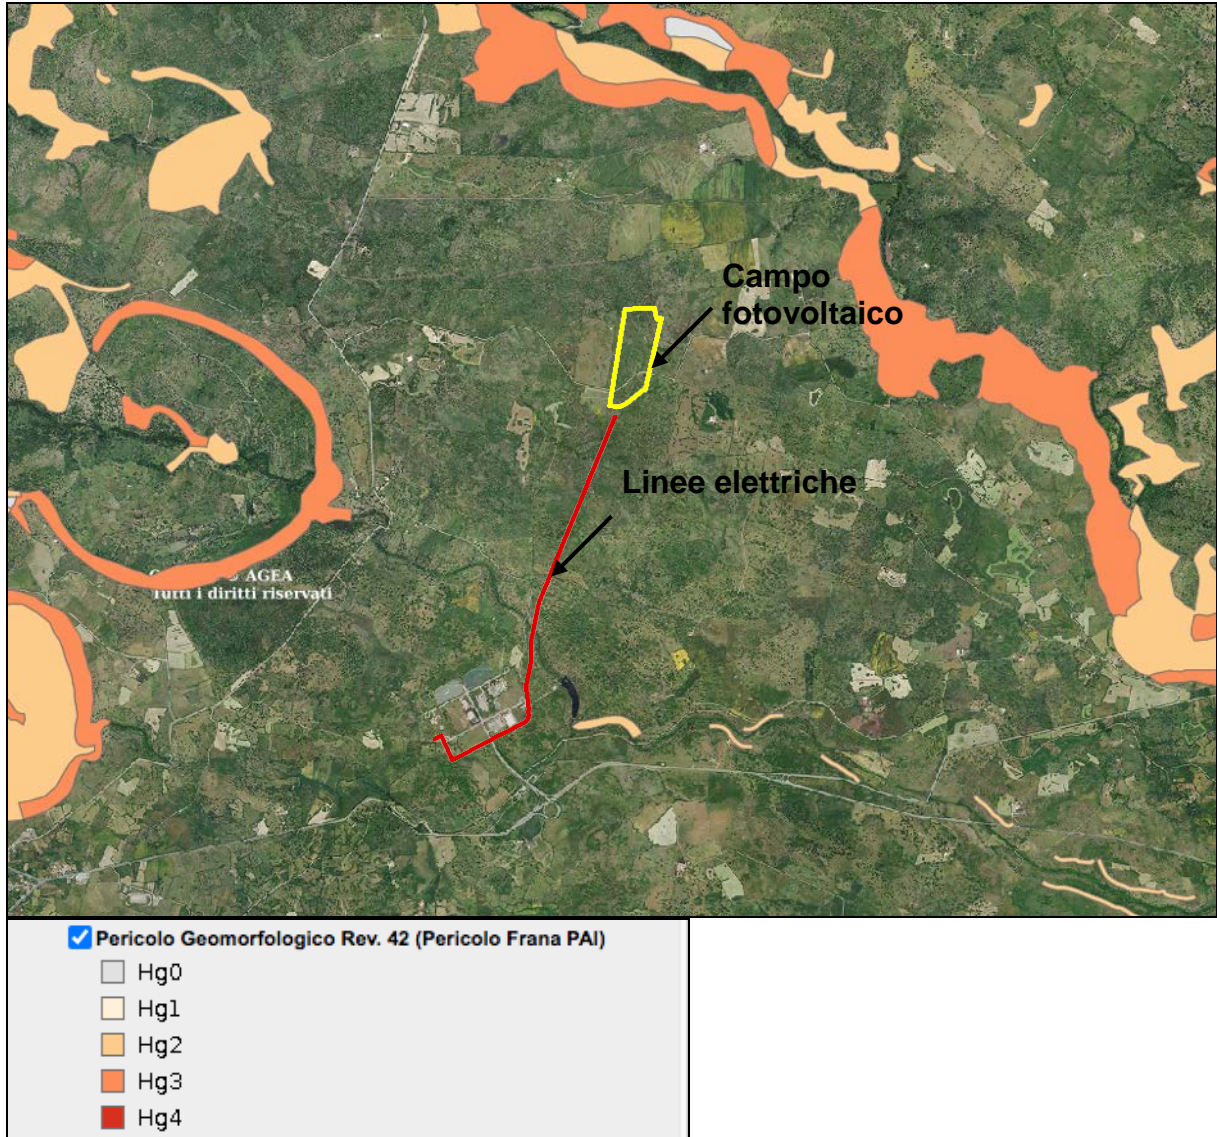 Campo
fotovoltaico
Linee elettriche
AGEA
Tutti i diritti riservati
Pericolo Geomorfologico Rev. 42 (Pericolo Frana PAI)
Hg0
Hg1
Hg2
Hg3
Hg4